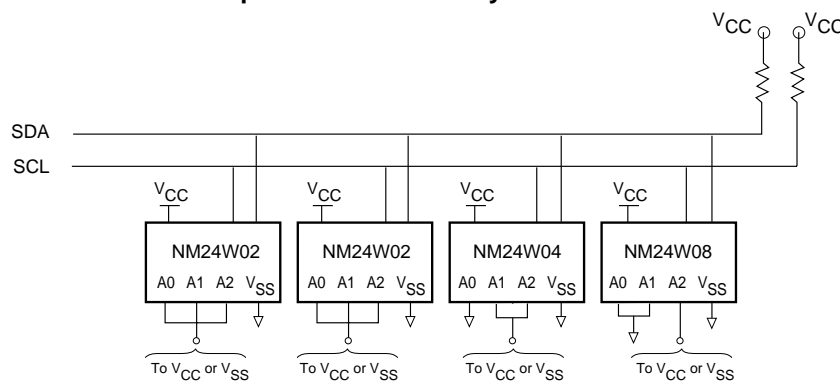 VCC VCC
SDA
SCL
VCC VCC VCC VCC
NM24W02 NM24W02 NM24W04 NM24W08
A0 A1 A2 VSS A0 A1 A2 VSS A0 A1 A2 VSS A0 A1 A2 VSS
To VCC or VSS To VCC or VSS To VCC or VSS To VCC or VSS